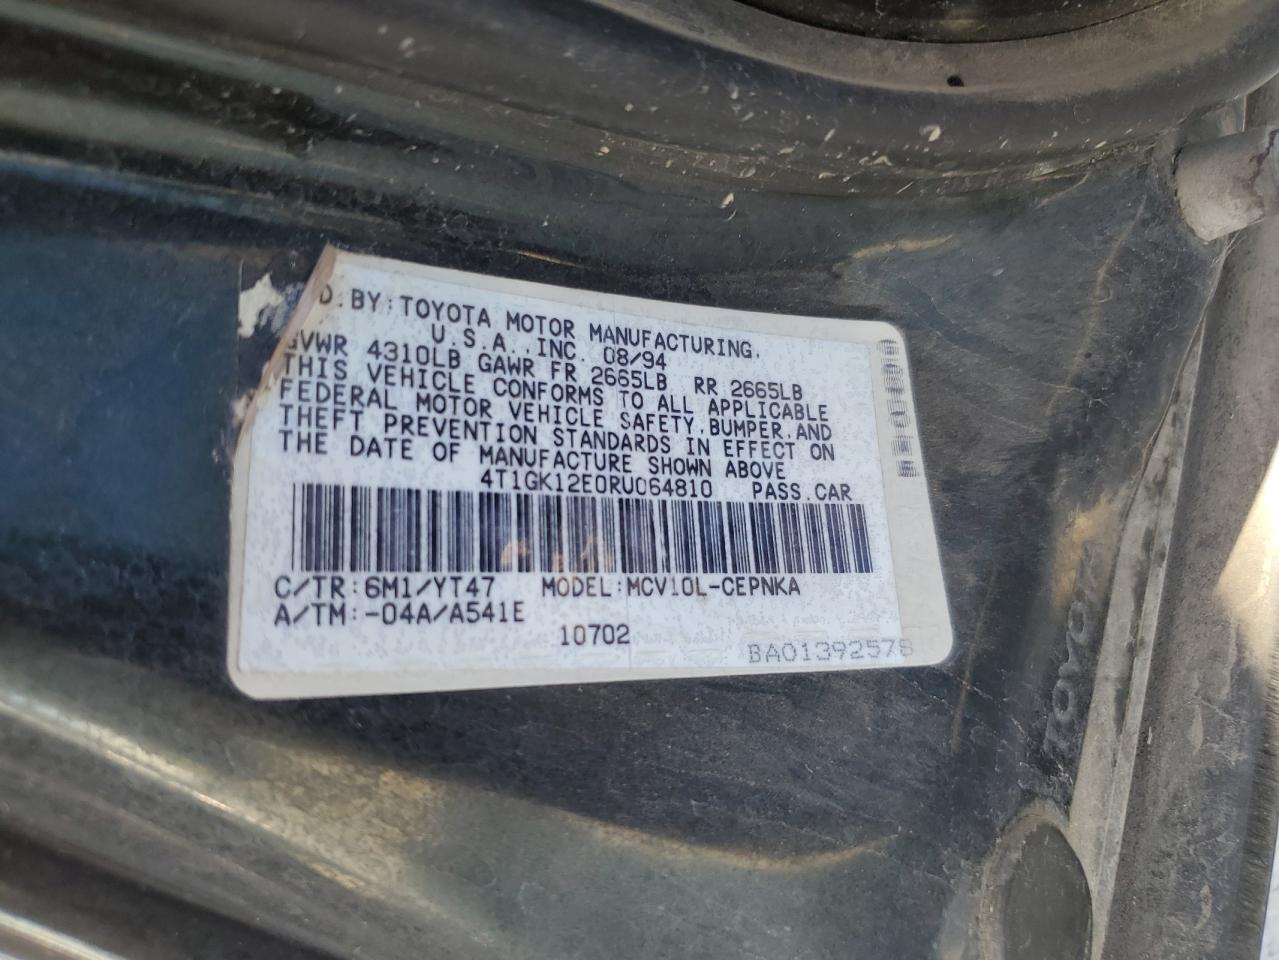 D. BY: TOYOTA MOTOR MANUFACTURING,
U.S.A., INC. 08/94
GVWR 4310LB GAWR FR 2665LB RR 2665LB
THIS VEHICLE CONFORMS TO ALL APPLICABLE
FEDERAL MOTOR VEHICLE SAFETY, BUMPER, AND
THEFT PREVENTION STANDARDS IN EFFECT ON
THE DATE OF MANUFACTURE SHOWN ABOVE
4T1GK12E0RU064810 PASS. CAR
C/TR: 6M1/YT47 MODEL: MCV10L-CEPNKA
A/TM: -04A/A541E
10702
BA01392578
TOYOTA